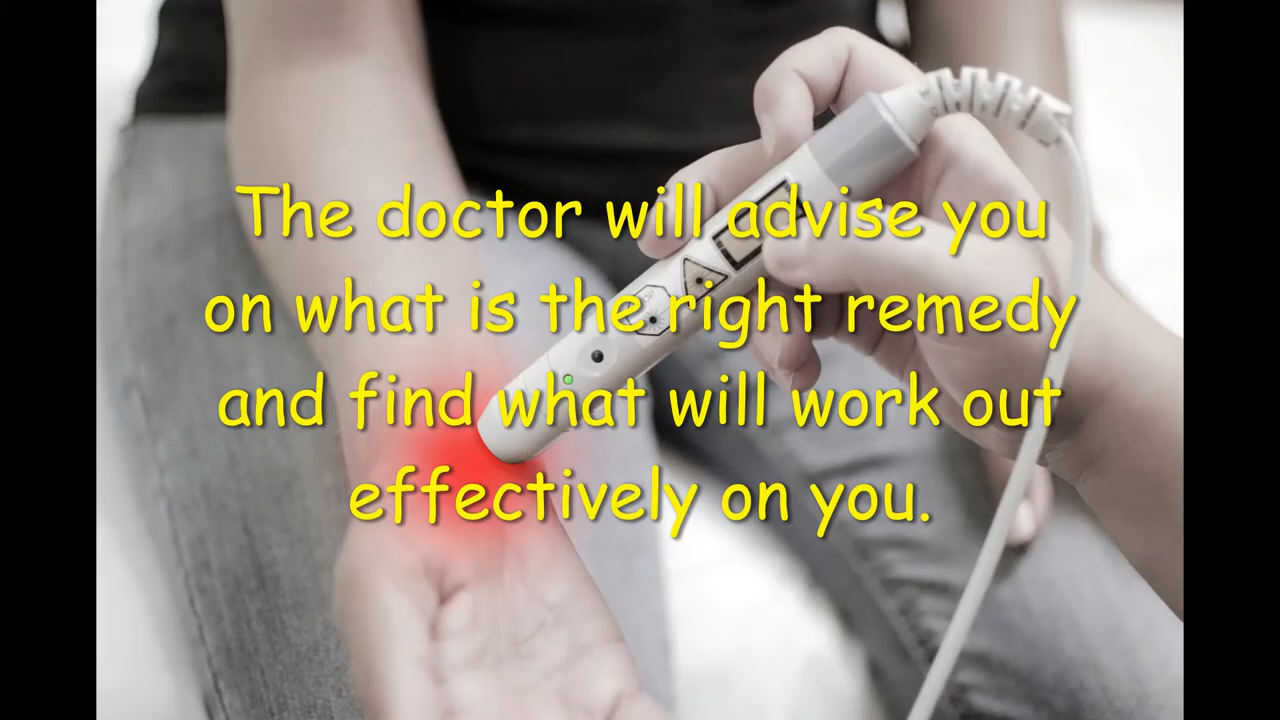 The doctor will advise you
on what is the right remedy
and find what will work out
effectively on you.